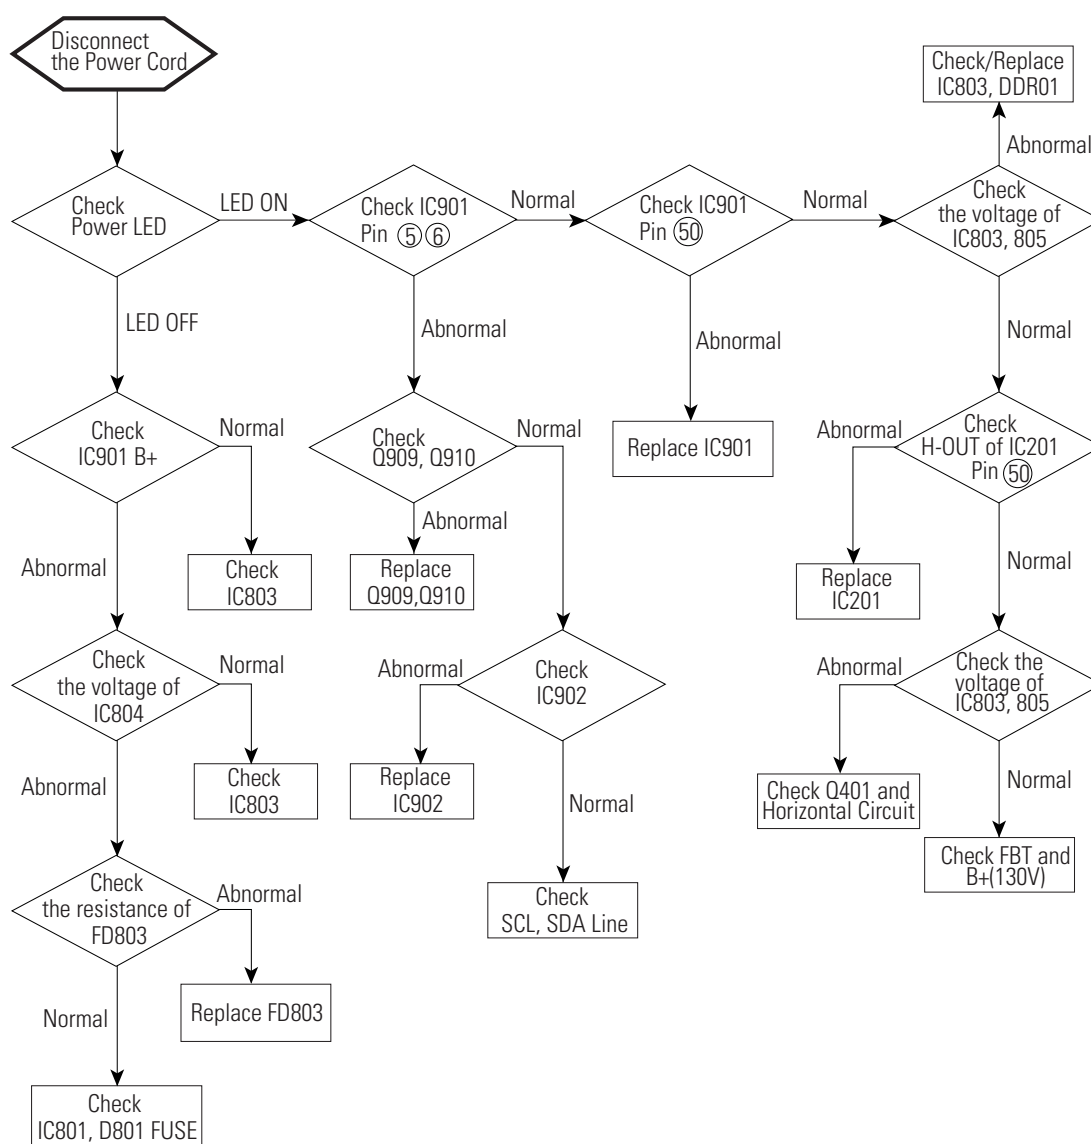 Disconnect
the Power Cord
Check/Replace
IC803, DDR01
Abnormal
Check
Power LED
LED ON
Check IC901
Pin ⑤⑥
Normal
Check IC901
Pin ㊿
Normal
Check
the voltage of
IC803, 805
LED OFF
Abnormal
Abnormal
Normal
Check
IC901 B+
Normal
Check
Q909, Q910
Normal
Replace IC901
Abnormal
Check
H-OUT of IC201
Pin ㊿
Abnormal
Check
IC803
Abnormal
Replace
Q909,Q910
Replace
IC201
Normal
Check
the voltage of
IC804
Normal
Abnormal
Check
IC902
Abnormal
Check the
voltage of
IC803, 805
Abnormal
Check
IC803
Replace
IC902
Normal
Check Q401 and
Horizontal Circuit
Normal
Check FBT and
B+(130V)
Check
the resistance of
FD803
Abnormal
Check
SCL, SDA Line
Normal
Replace FD803
Check
IC801, D801 FUSE